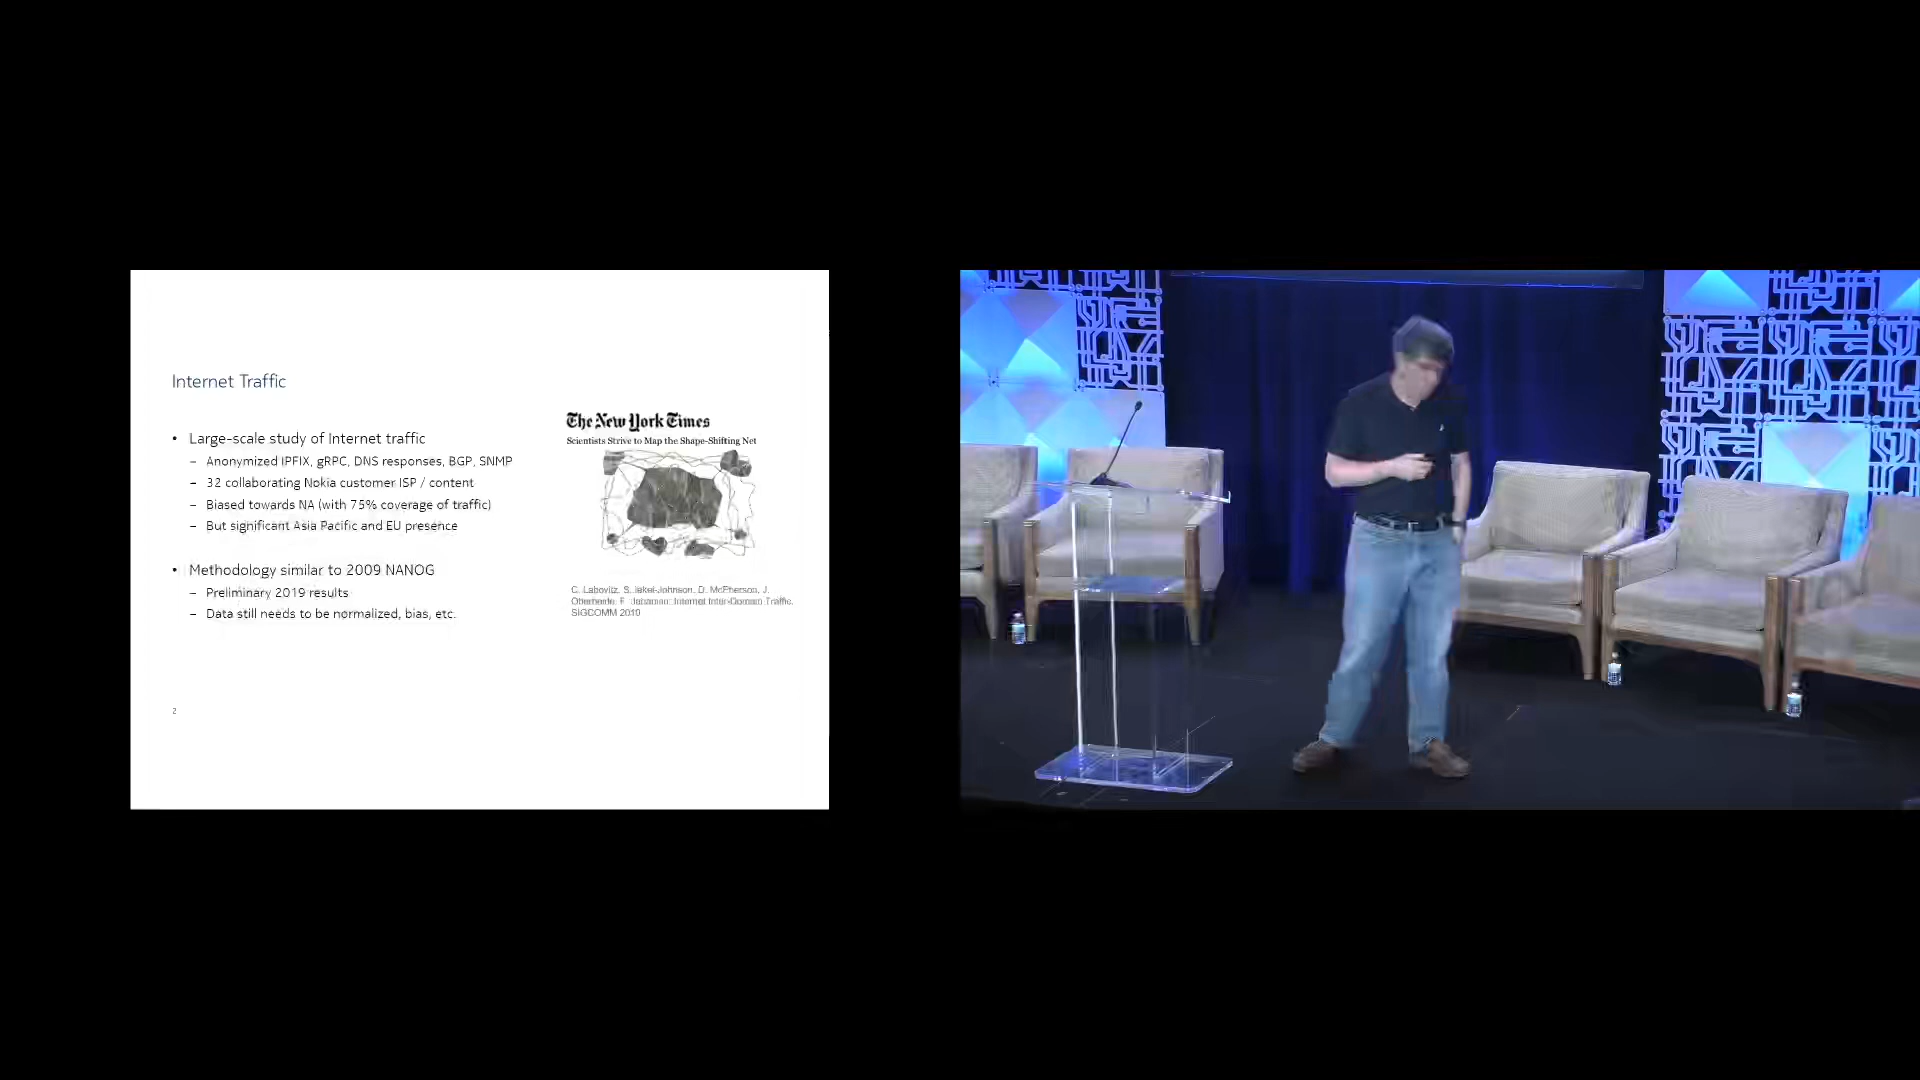 Internet Traffic
• Large-scale study of Internet traffic
– Anonymized IPFIX, gRPC, DNS responses, BGP, SNMP
– 32 collaborating Nokia customer ISP / content
– Biased towards NA (with 75% coverage of traffic)
– But significant Asia Pacific and EU presence
• Methodology similar to 2009 NANOG
– Preliminary 2019 results
– Data still needs to be normalized, bias, etc.
The New York Times
Scientists Strive to Map the Shape-Shifting Net
C. Labovitz, S. Iekel-Johnson, D. McPherson, J.
Oberheide, F. Jahanian: Internet Inter-Domain Traffic.
SIGCOMM 2010
2